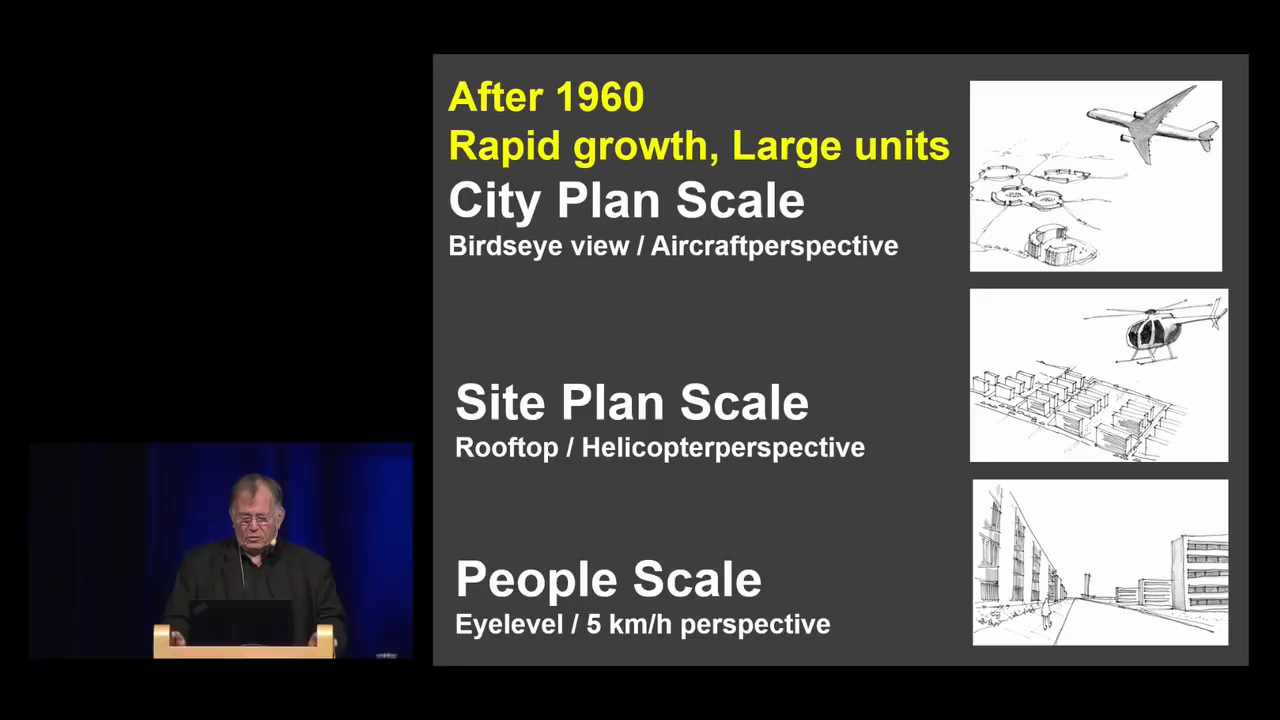 After 1960
Rapid growth, Large units
City Plan Scale
Birdseye view / Aircraftperspective
Site Plan Scale
Rooftop / Helicopterperspective
People Scale
Eyelevel / 5 km/h perspective